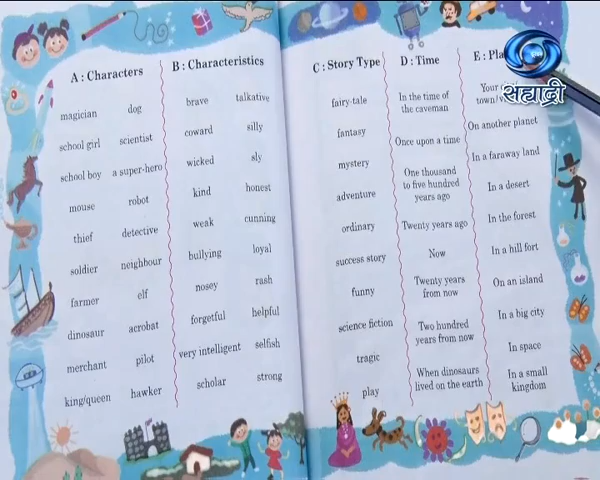 A : Characters
magician dog
school girl scientist
school boy a super-hero
mouse robot
thief detective
soldier neighbour
farmer elf
dinosaur acrobat
merchant pilot
king/queen hawker
B : Characteristics
brave talkative
coward silly
wicked sly
kind honest
weak cunning
bullying loyal
nosey rash
forgetful helpful
very intelligent selfish
scholar strong
C : Story Type
fairy-tale
fantasy
mystery
adventure
ordinary
success story
funny
science fiction
tragic
play
D : Time
In the time of
the caveman
Once upon a time
One thousand
to five hundred
years ago
Twenty years ago
Now
Twenty years
from now
Two hundred
years from now
When dinosaurs
lived on the earth
E :
Your
town/
On another planet
In a faraway land
In a desert
In the forest
In a hill fort
On an island
In a big city
In space
In a small
kingdom
सह्याद्री